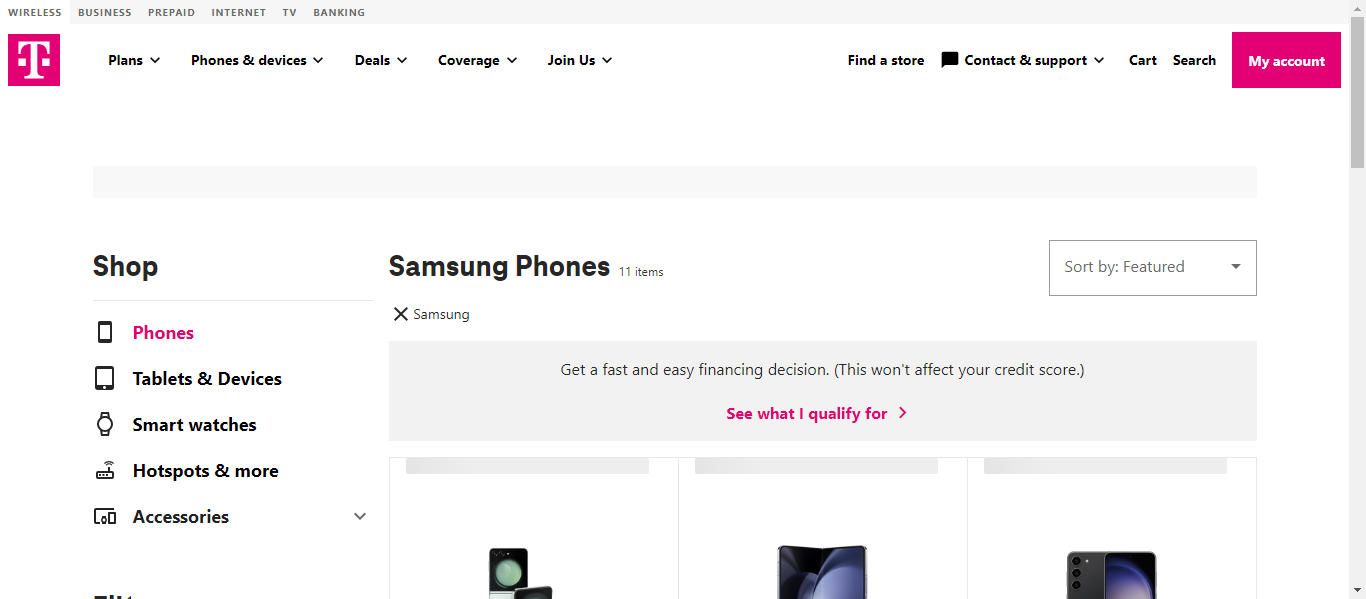 WIRELESS BUSINESS PREPAID INTERNET TV BANKING
T Plans Phones & devices Deals Coverage Join Us Find a store Contact & support Cart Search My account
Shop
Phones
Tablets & Devices
Smart watches
Hotspots & more
Accessories
Samsung Phones 11 items
Sort by: Featured
Samsung
Get a fast and easy financing decision. (This won't affect your credit score.)
See what I qualify for